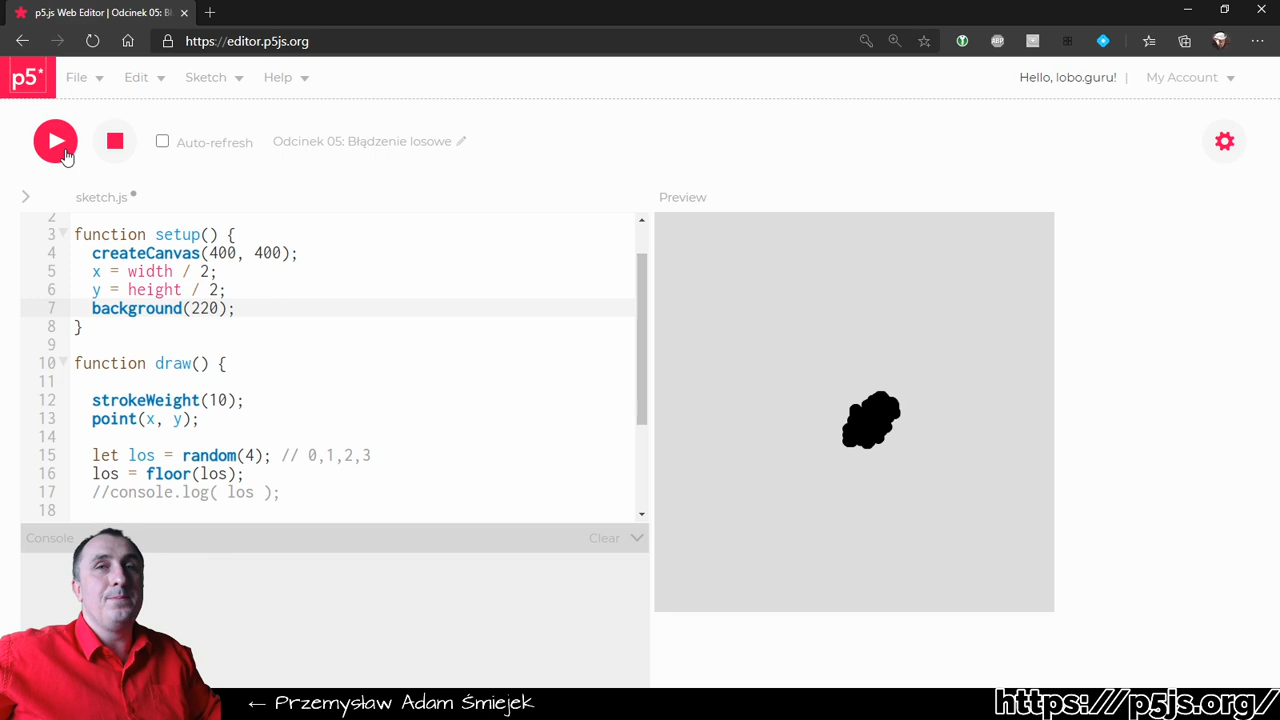 p5.js Web Editor | Odcinek 05: Bł
https://editor.p5js.org
ABP
p5*
File
Edit
Sketch
Help
Hello, lobo.guru! |
My Account
Auto-refresh
Odcinek 05: Błądzenie losowe
sketch.js
Preview
2
3 function setup() {
4 createCanvas(400, 400);
5 x = width / 2;
6 y = height / 2;
7 background(220);
8 }
9
10 function draw() {
11
12 strokeWeight(10);
13 point(x, y);
14
15 let los = random(4); // 0,1,2,3
16 los = floor(los);
17 //console.log( los );
18
Console
Clear
← Przemysław Adam Śmiejek
https://p5js.org/